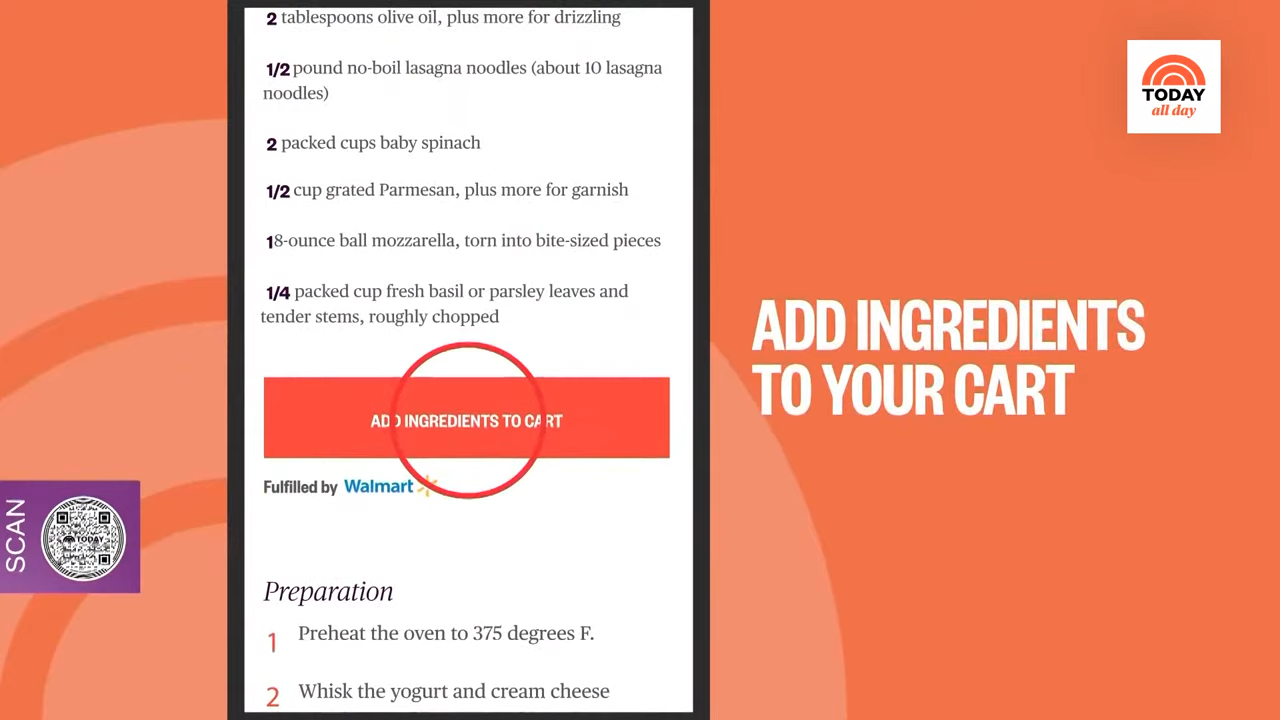 2 tablespoons olive oil, plus more for drizzling
1/2 pound no-boil lasagna noodles (about 10 lasagna
noodles)
2 packed cups baby spinach
1/2 cup grated Parmesan, plus more for garnish
1 8-ounce ball mozzarella, torn into bite-sized pieces
1/4 packed cup fresh basil or parsley leaves and
tender stems, roughly chopped
ADD INGREDIENTS TO CART
Fulfilled by Walmart
Preparation
1 Preheat the oven to 375 degrees F.
2 Whisk the yogurt and cream cheese
ADD INGREDIENTS
TO YOUR CART
TODAY
all day
SCAN
TODAY